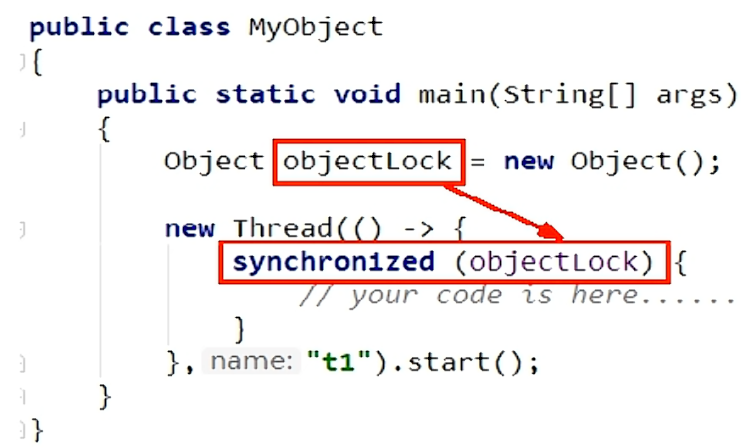 public class MyObject
{
public static void main(String[] args)
{
Object objectLock = new Object();
new Thread(() -> {
synchronized (objectLock) {
// your code is here......
}
}, name: "t1").start();
}
}